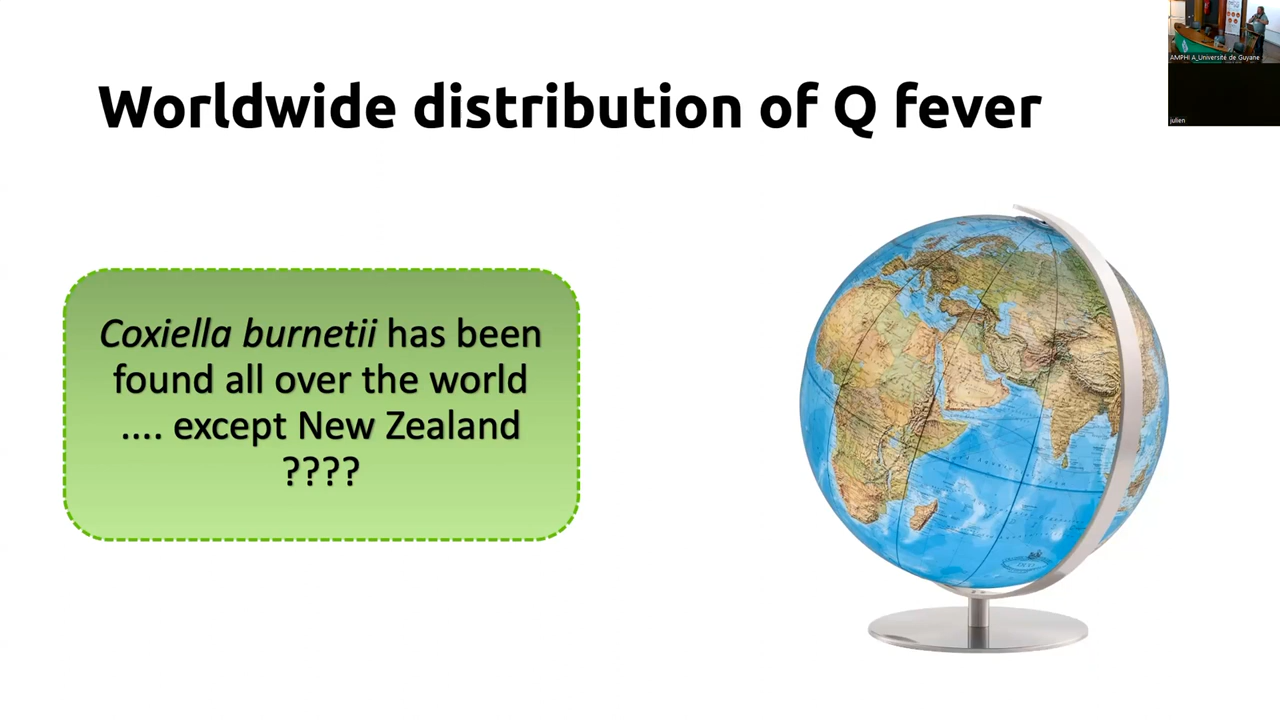 AMPHI A_Université de Guyane
julien
Worldwide distribution of Q fever
Coxiella burnetii has been
found all over the world
.... except New Zealand
????